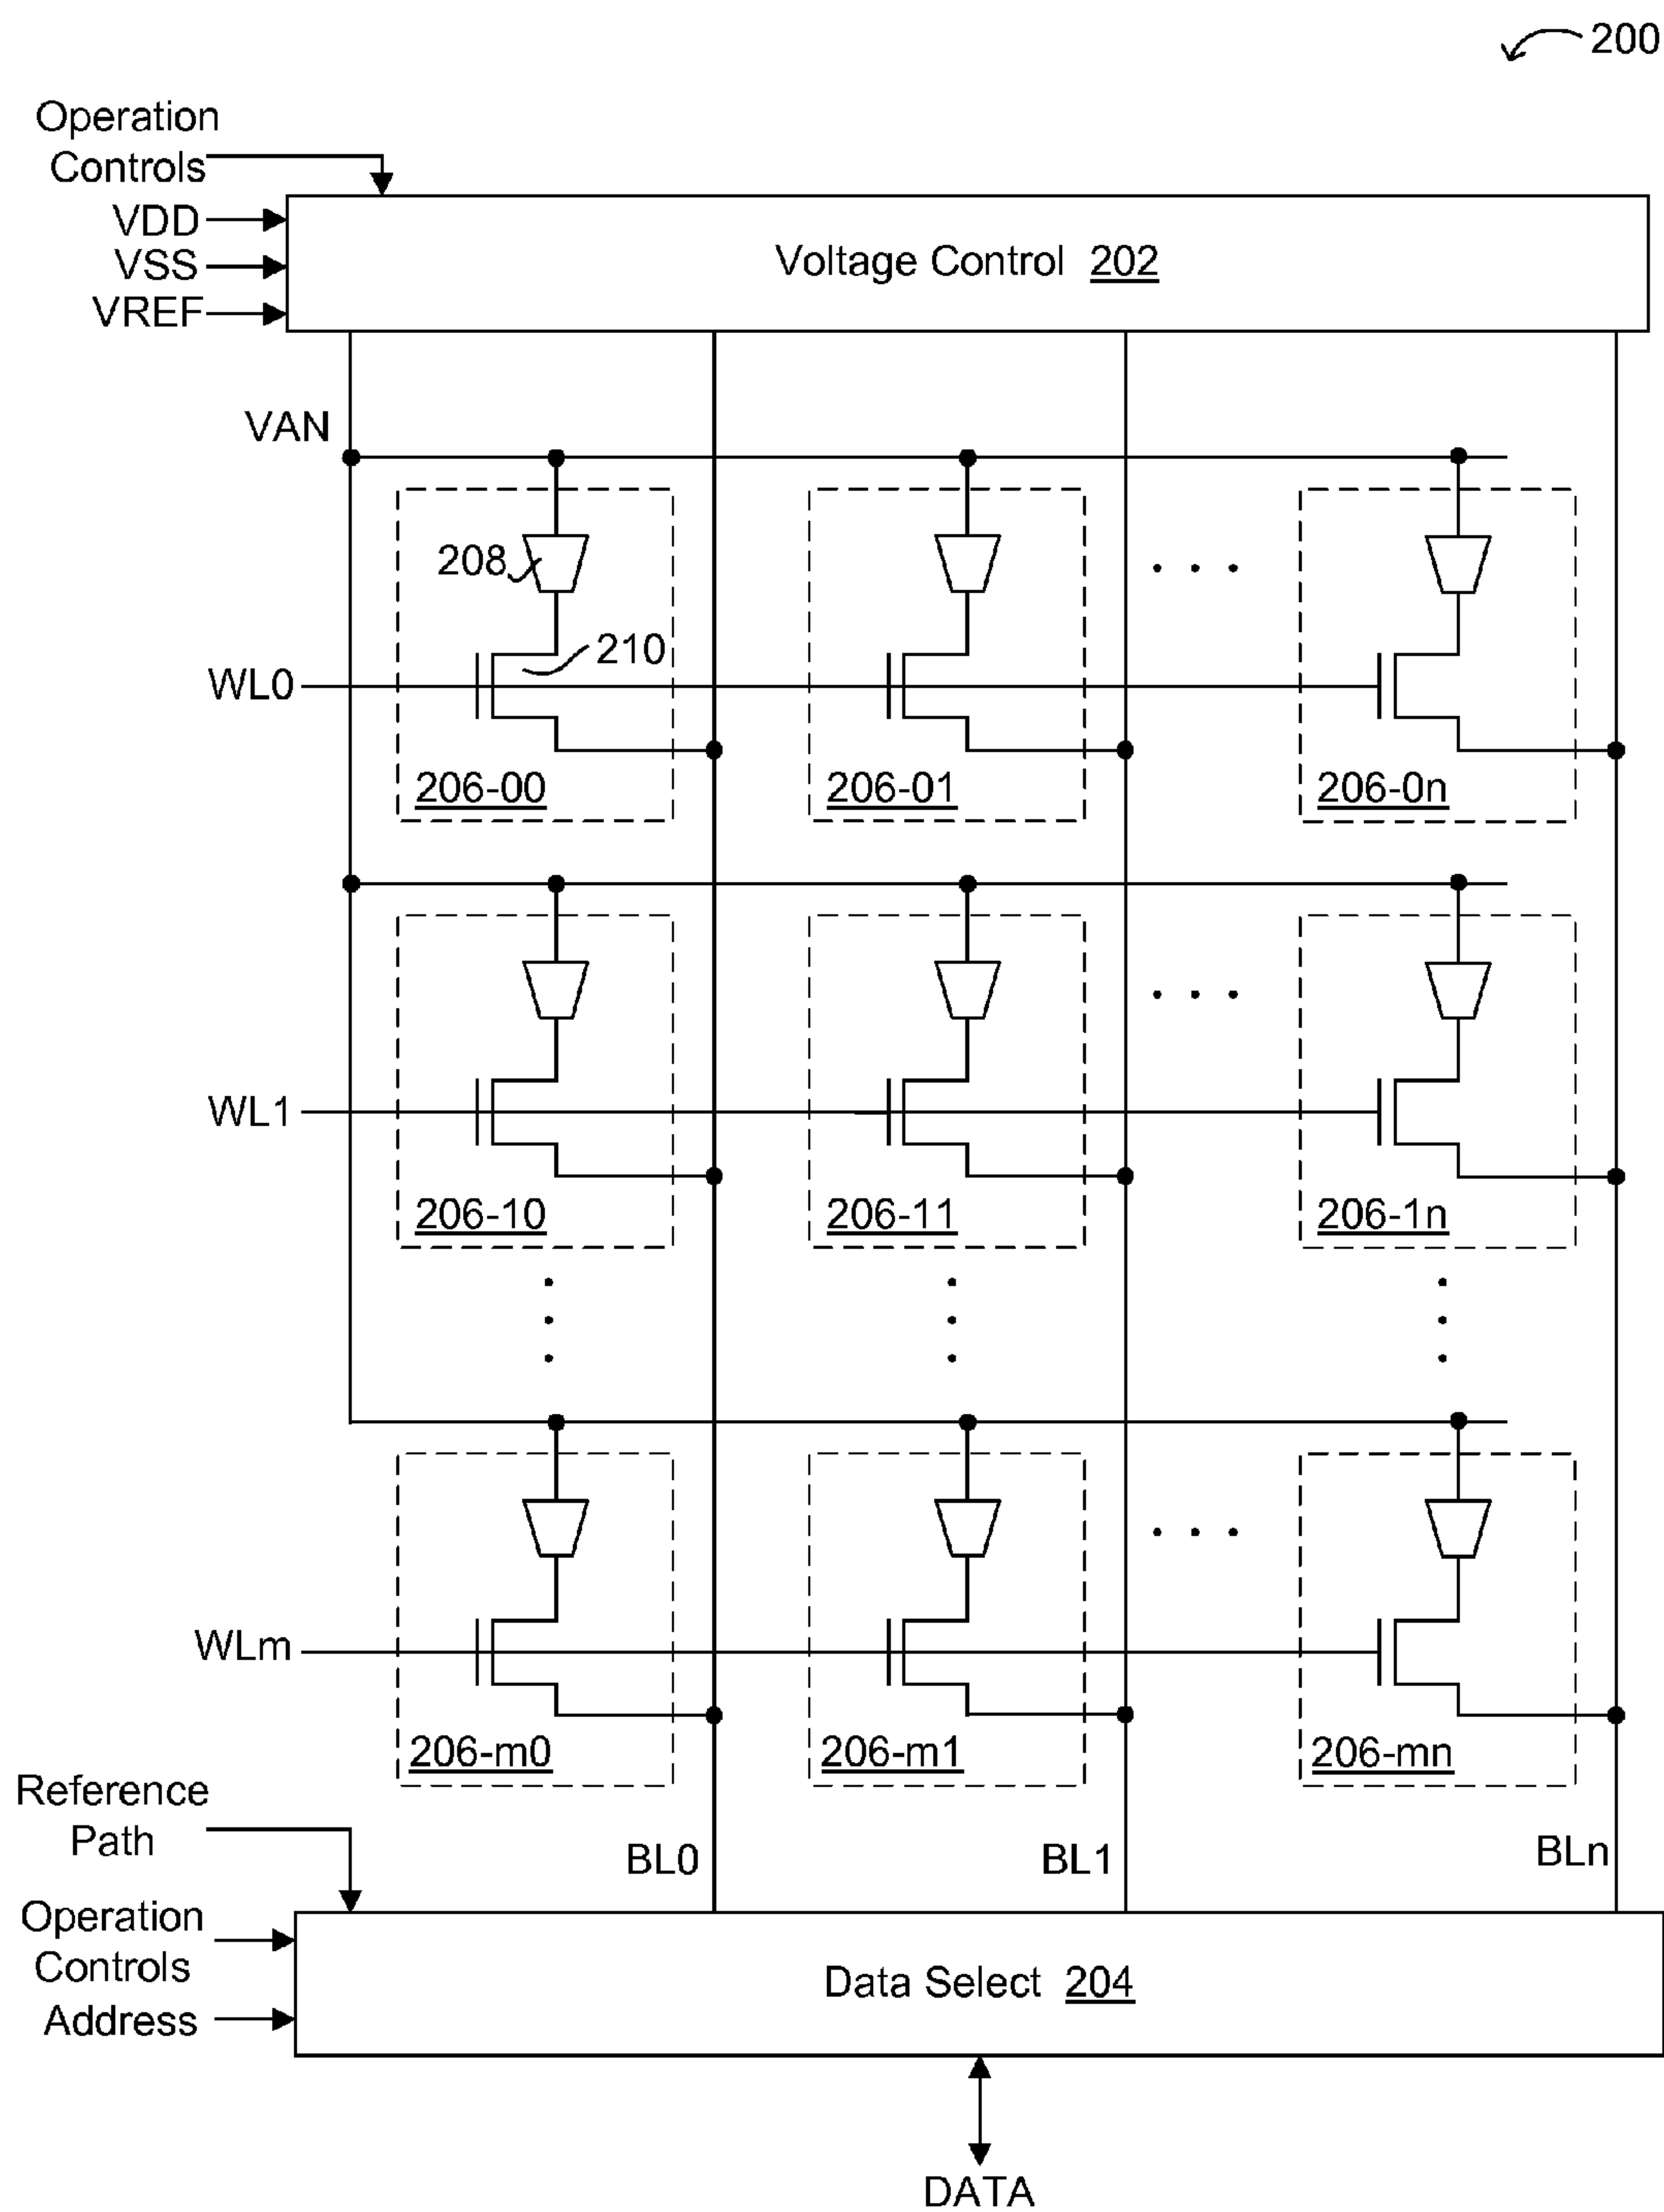 200
Operation
Controls
VDD
VSS
VREF
Voltage Control 202
VAN
208
210
WL0
206-00
206-01
206-0n
WL1
206-10
206-11
206-1n
WLm
206-m0
206-m1
206-mn
Reference
Path
BL0
BL1
BLn
Operation
Controls
Address
Data Select 204
DATA